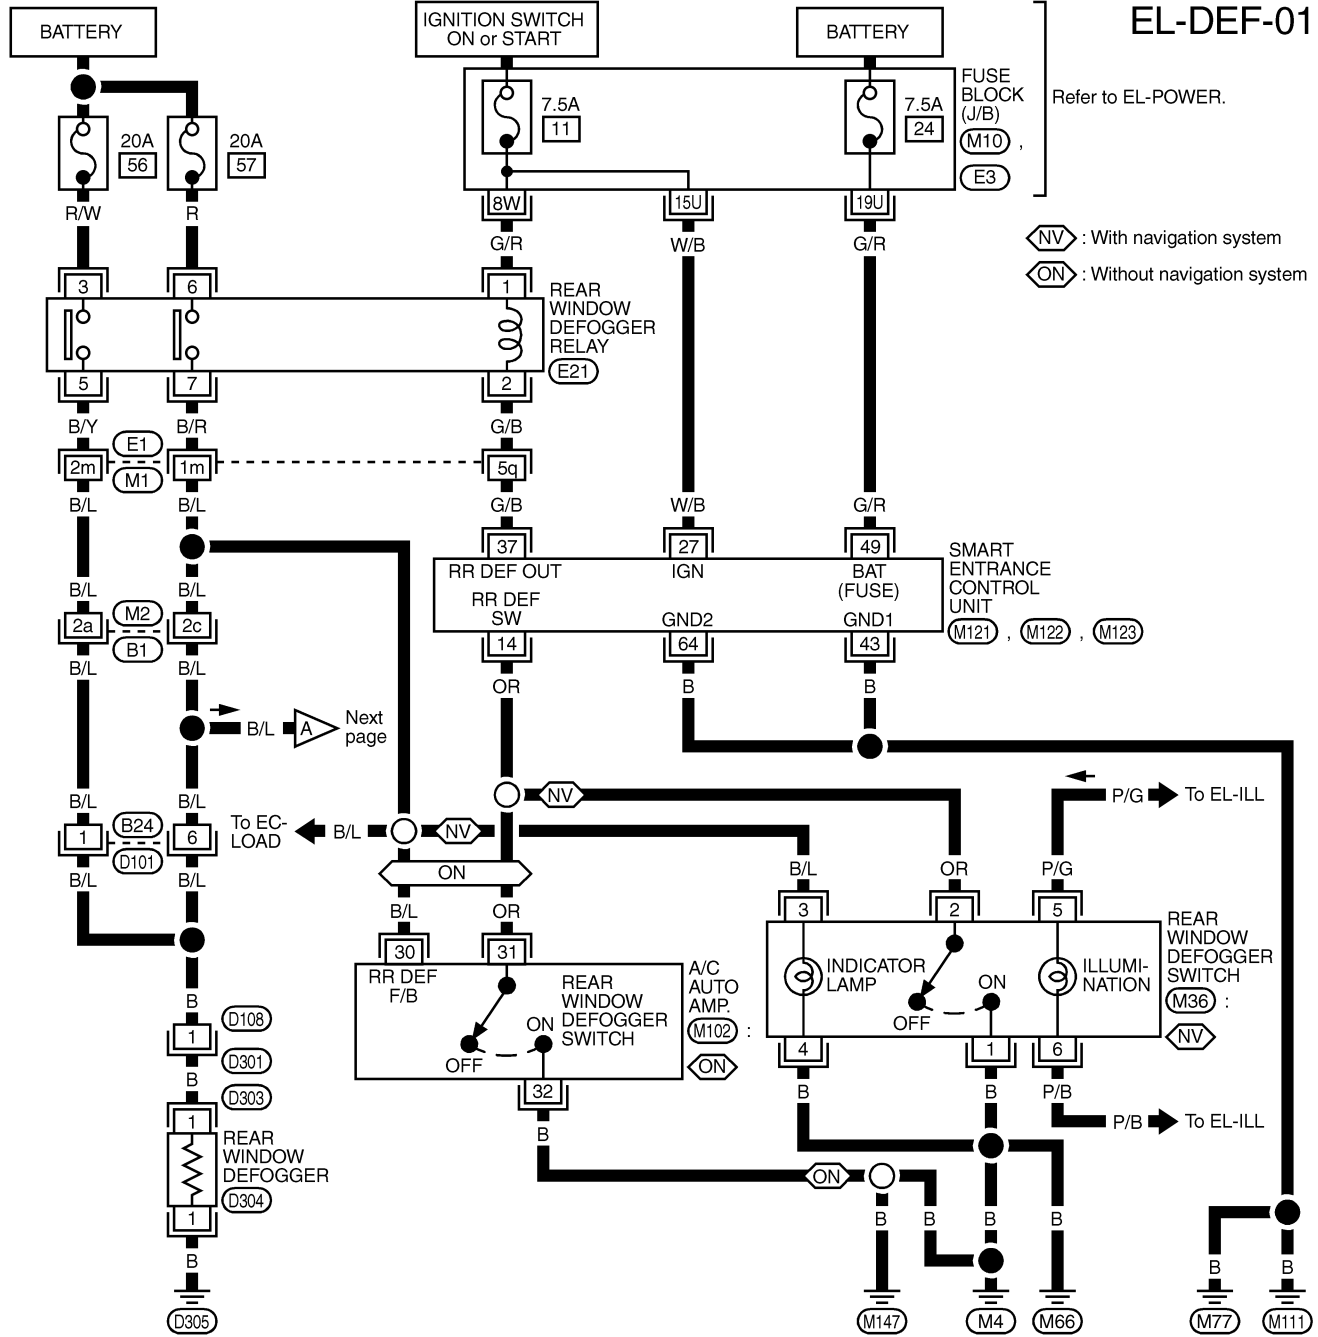 EL-DEF-01
BATTERY
IGNITION SWITCH
ON or START
BATTERY
FUSE
BLOCK
(J/B)
M10 ,
E3
Refer to EL-POWER.
20A
56
20A
57
7.5A
11
7.5A
24
8W
15U
19U
R/W
R
G/R
W/B
G/R
NV : With navigation system
ON : Without navigation system
3
6
1
REAR
WINDOW
DEFOGGER
RELAY
E21
5
7
2
B/Y
B/R
G/B
E1
2m
1m
5q
M1
B/L
B/L
G/B
W/B
G/R
37
27
49
SMART
ENTRANCE
CONTROL
UNIT
M121 , M122 , M123
RR DEF OUT
IGN
BAT
(FUSE)
RR DEF
SW
GND2
GND1
14
64
43
B/L
B/L
M2
2a
2c
B1
B/L
B/L
OR
B
B
B/L
A
Next
page
NV
P/G
To EL-ILL
B/L
B/L
B24
1
6
D101
To EC-
LOAD
B/L
NV
ON
B/L
B/L
B/L
OR
P/G
B/L
OR
3
2
5
30
31
RR DEF
F/B
REAR
WINDOW
DEFOGGER
SWITCH
ON
OFF
32
A/C
AUTO
AMP.
M102 :
ON
INDICATOR
LAMP
ON
OFF
ILLUMI-
NATION
REAR
WINDOW
DEFOGGER
SWITCH
M36 :
NV
4
1
6
B
B
P/B
P/B
To EL-ILL
B
D108
1
D301
B
D303
1
REAR
WINDOW
DEFOGGER
D304
1
B
D305
B
ON
B
B
B
B
B
B
M147
M4
M66
M77
M111